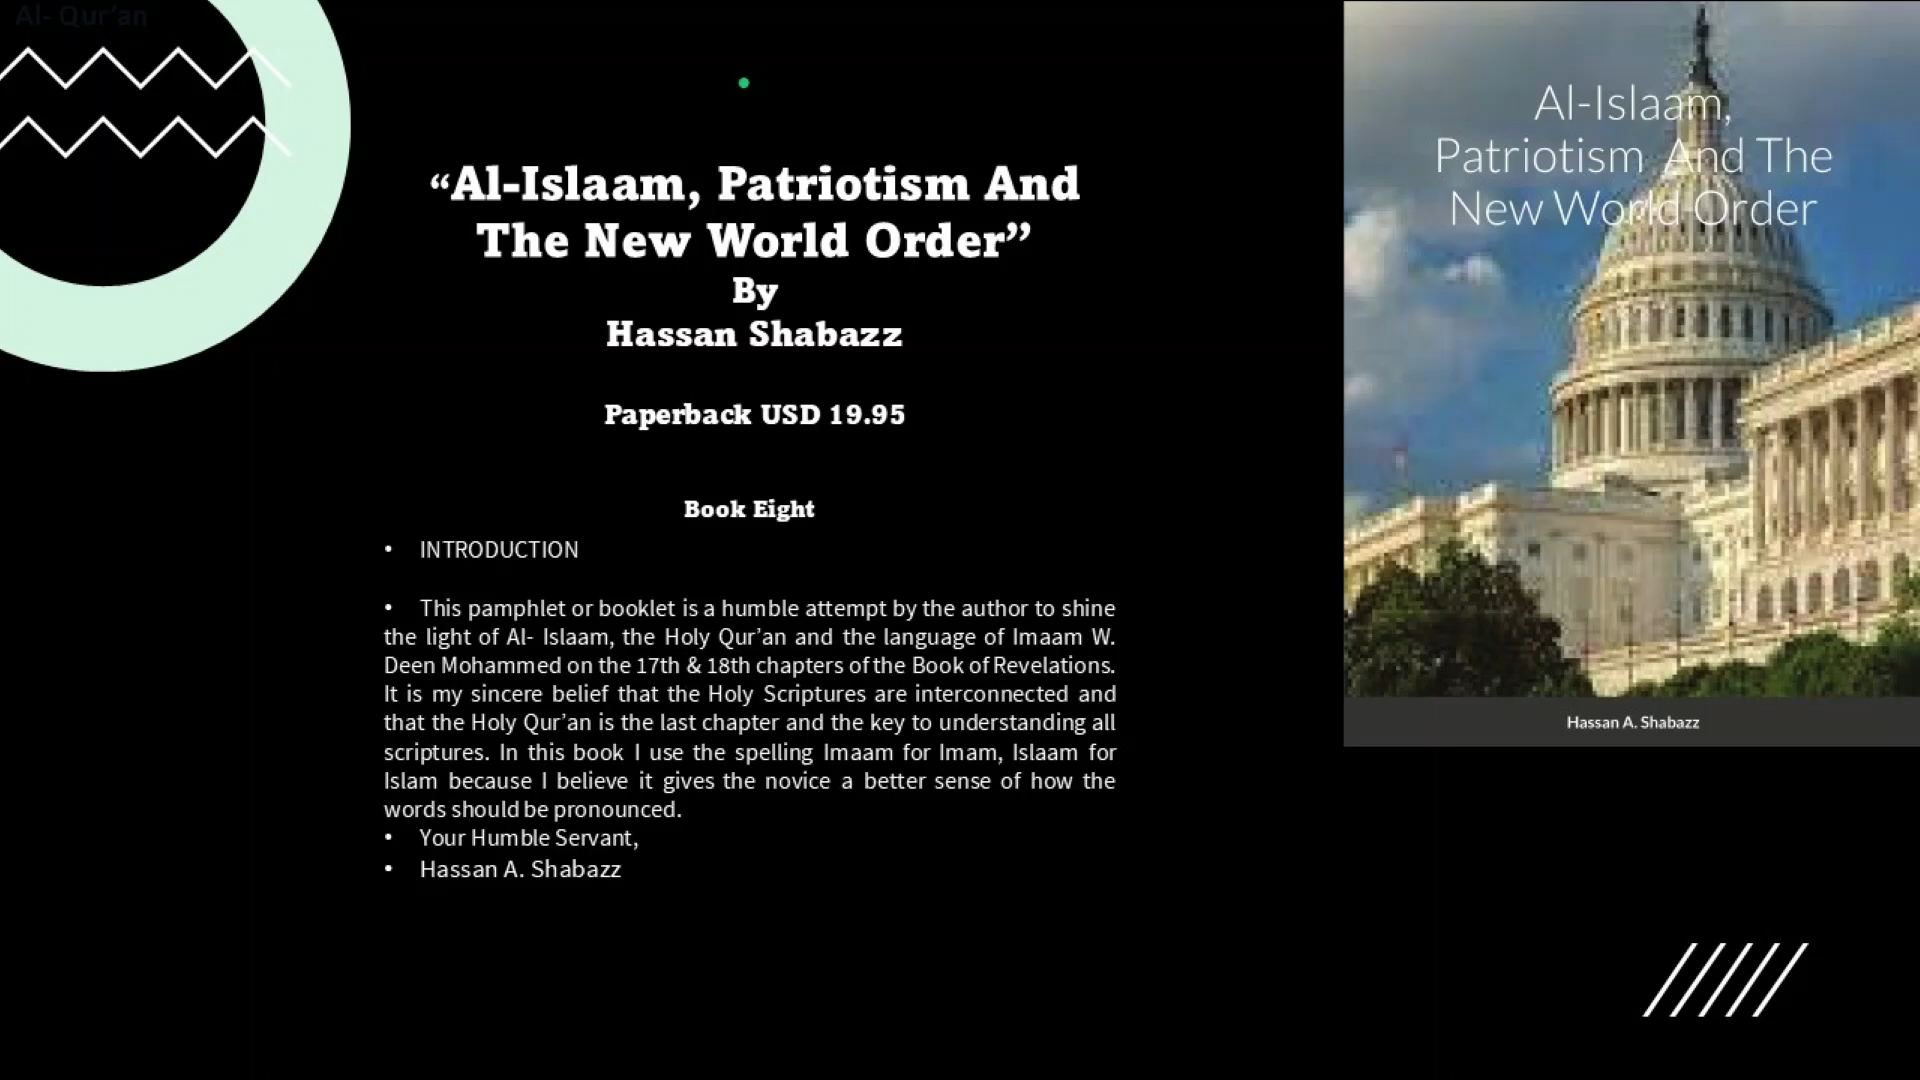 Al- Qur’an
“Al-Islaam, Patriotism And
The New World Order”
By
Hassan Shabazz
Paperback USD 19.95
Book Eight
• INTRODUCTION
• This pamphlet or booklet is a humble attempt by the author to shine
the light of Al- Islaam, the Holy Qur’an and the language of Imaam W.
Deen Mohammed on the 17th & 18th chapters of the Book of Revelations.
It is my sincere belief that the Holy Scriptures are interconnected and
that the Holy Qur’an is the last chapter and the key to understanding all
scriptures. In this book I use the spelling Imaam for Imam, Islaam for
Islam because I believe it gives the novice a better sense of how the
words should be pronounced.
• Your Humble Servant,
• Hassan A. Shabazz
Al-Islaam,
Patriotism And The
New World Order
Hassan A. Shabazz